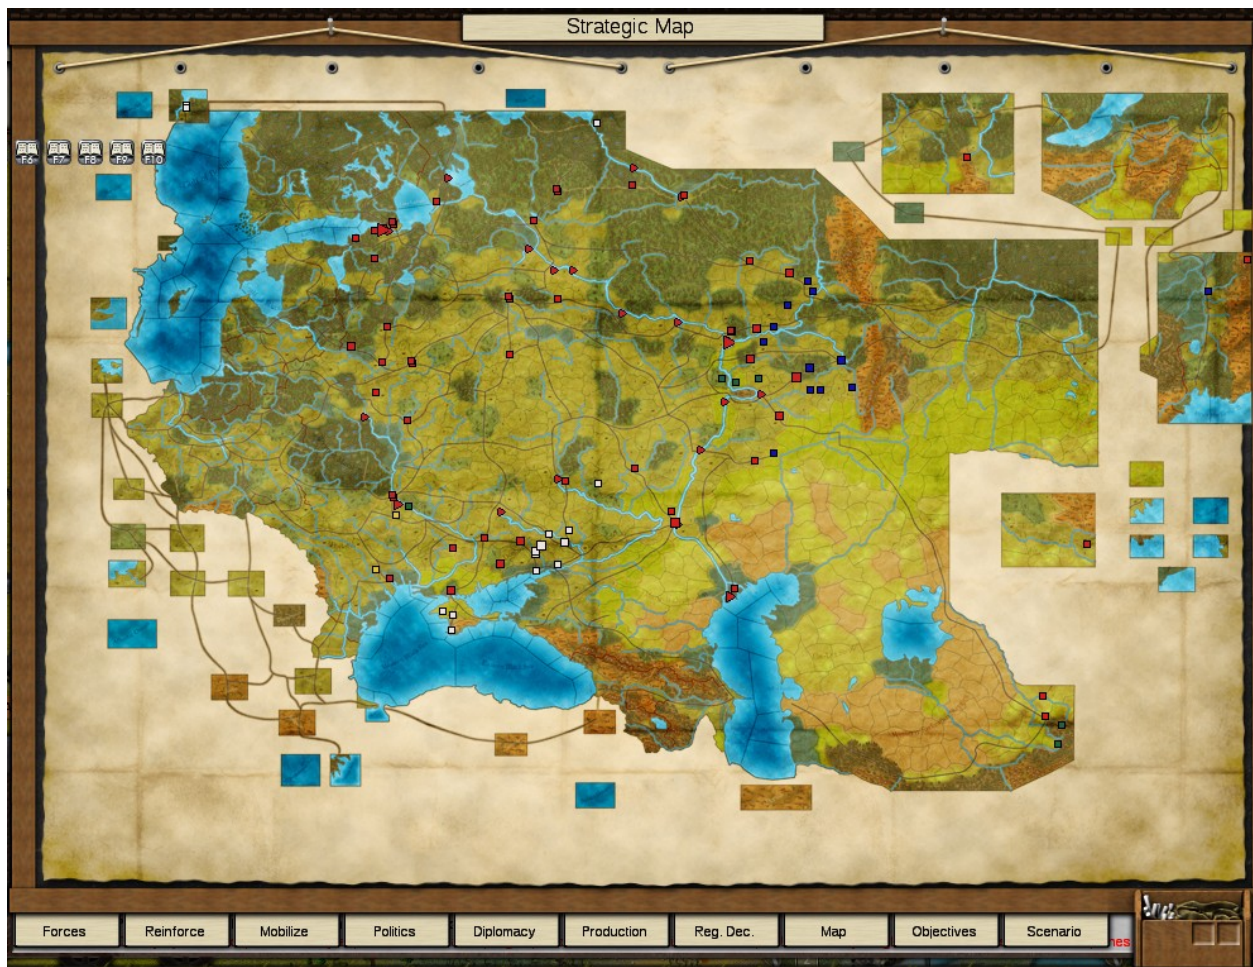 Strategic Map
F6 F7 F8 F9 F10
Forces Reinforce Mobilize Politics Diplomacy Production Reg. Dec. Map Objectives Scenario